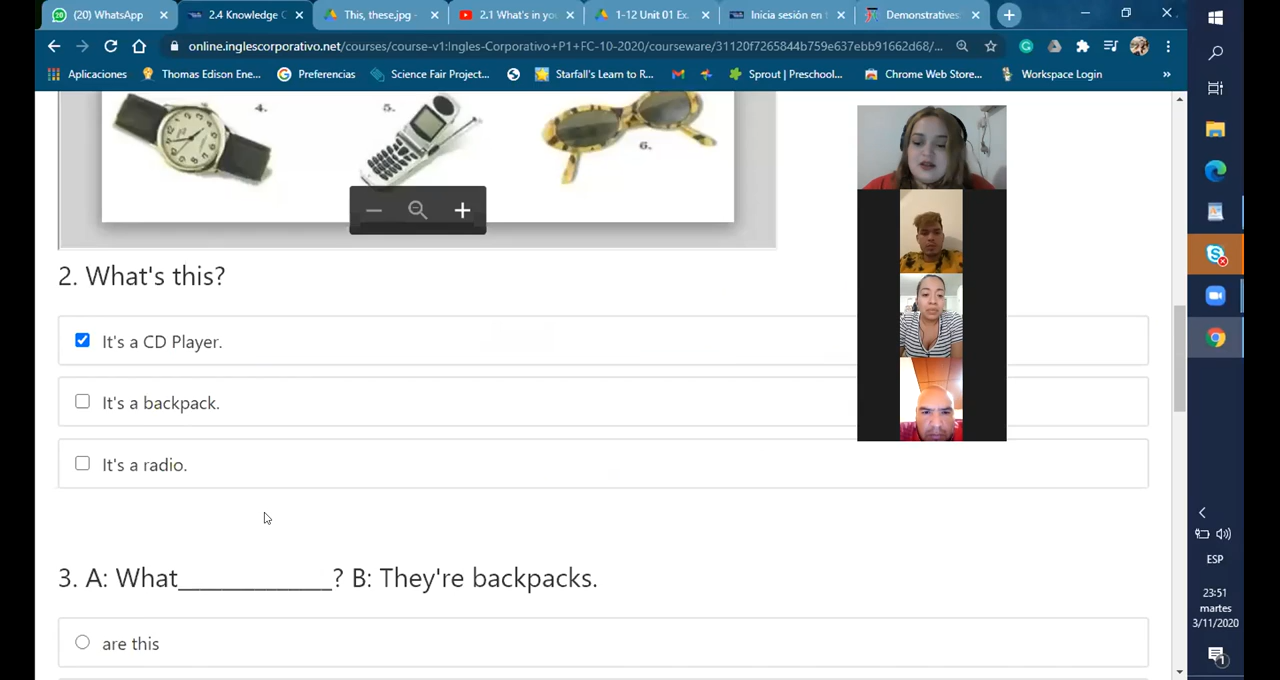 (20) WhatsApp
2.4 Knowledge C
This, these.jpg -
2.1 What's in yo
1-12 Unit 01 Ex.
Inicia sesión en t
Demonstratives
online.inglescorporativo.net/courses/course-v1:Ingles-Corporativo+P1+FC-10-2020/courseware/31120f7265844b759e637ebb91662d68/...
Aplicaciones
Thomas Edison Ene...
Preferencias
Science Fair Project...
Starfall's Learn to R...
Sprout | Preschool...
Chrome Web Store...
Workspace Login
»
4.
5.
6.
2. What's this?
It's a CD Player.
It's a backpack.
It's a radio.
3. A: What____________? B: They're backpacks.
are this
ESP
23:51
martes
3/11/2020
1